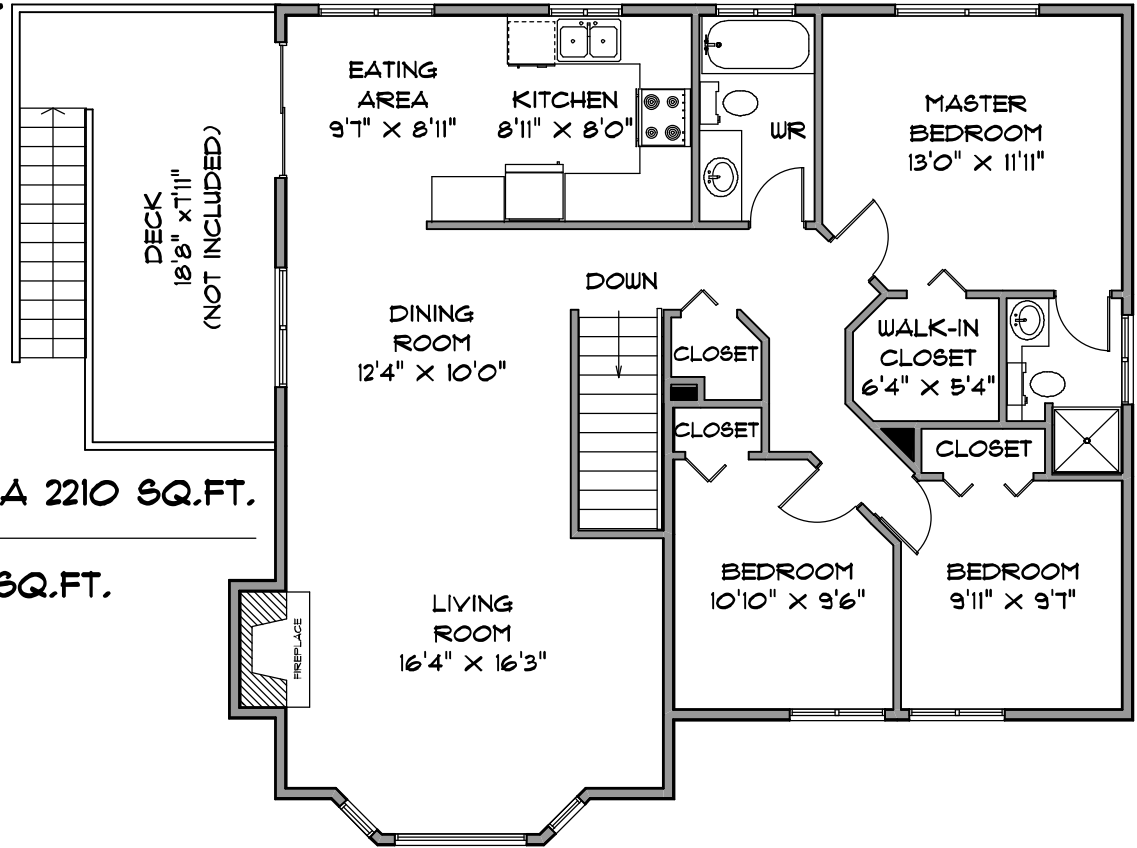 EATING
AREA
9'7" X 8'11"
KITCHEN
8'11" X 8'0"
WR
MASTER
BEDROOM
13'0" X 11'11"
DECK
18'8" x7'11"
(NOT INCLUDED)
DOWN
DINING
ROOM
12'4" X 10'0"
CLOSET
WALK-IN
CLOSET
6'4" X 5'4"
CLOSET
CLOSET
A 2210 SQ.FT.
SQ.FT.
BEDROOM
10'10" X 9'6"
BEDROOM
9'11" X 9'7"
LIVING
ROOM
16'4" X 16'3"
FIREPLACE